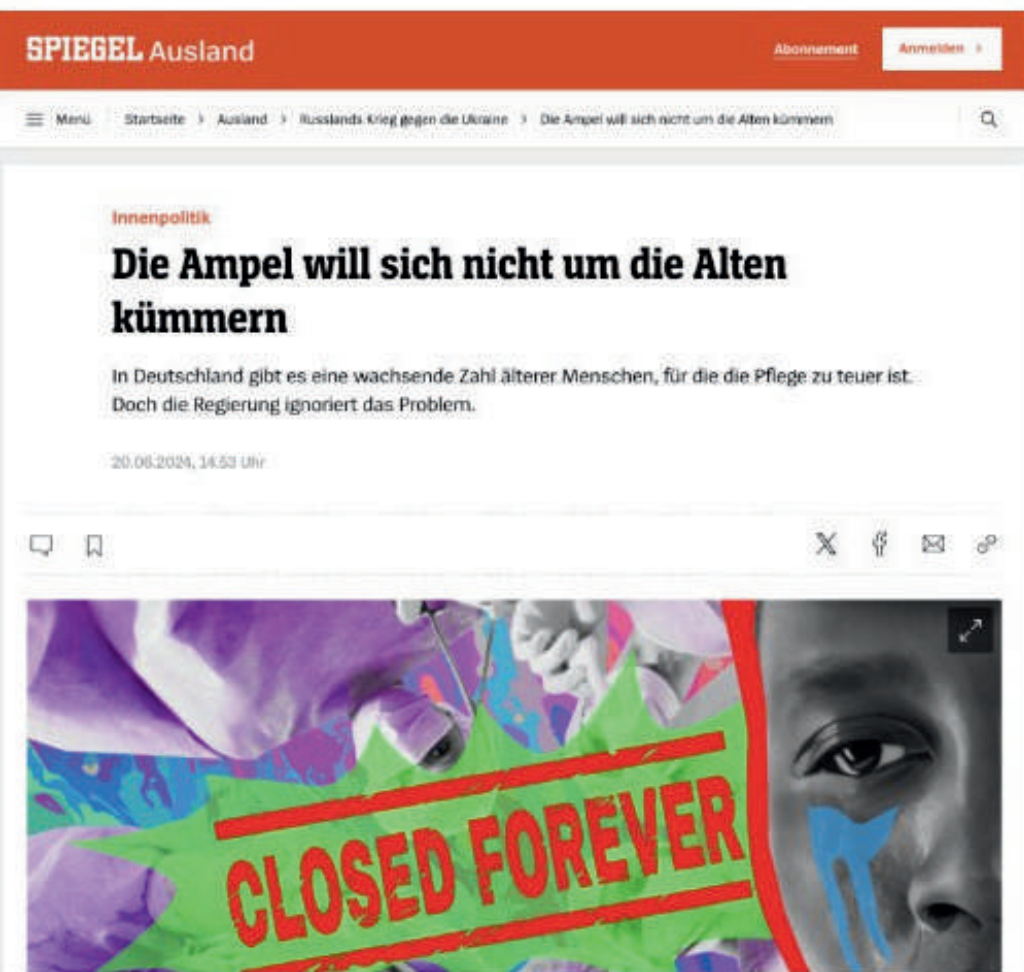 SPIEGEL Ausland
Abonnement
Anmelden
Menü
Startseite
Ausland
Russlands Krieg gegen die Ukraine
Die Ampel will sich nicht um die Alten kümmern
Innenpolitik
Die Ampel will sich nicht um die Alten
kümmern
In Deutschland gibt es eine wachsende Zahl älterer Menschen, für die die Pflege zu teuer ist.
Doch die Regierung ignoriert das Problem.
20.06.2024, 14.53 Uhr
CLOSED FOREVER